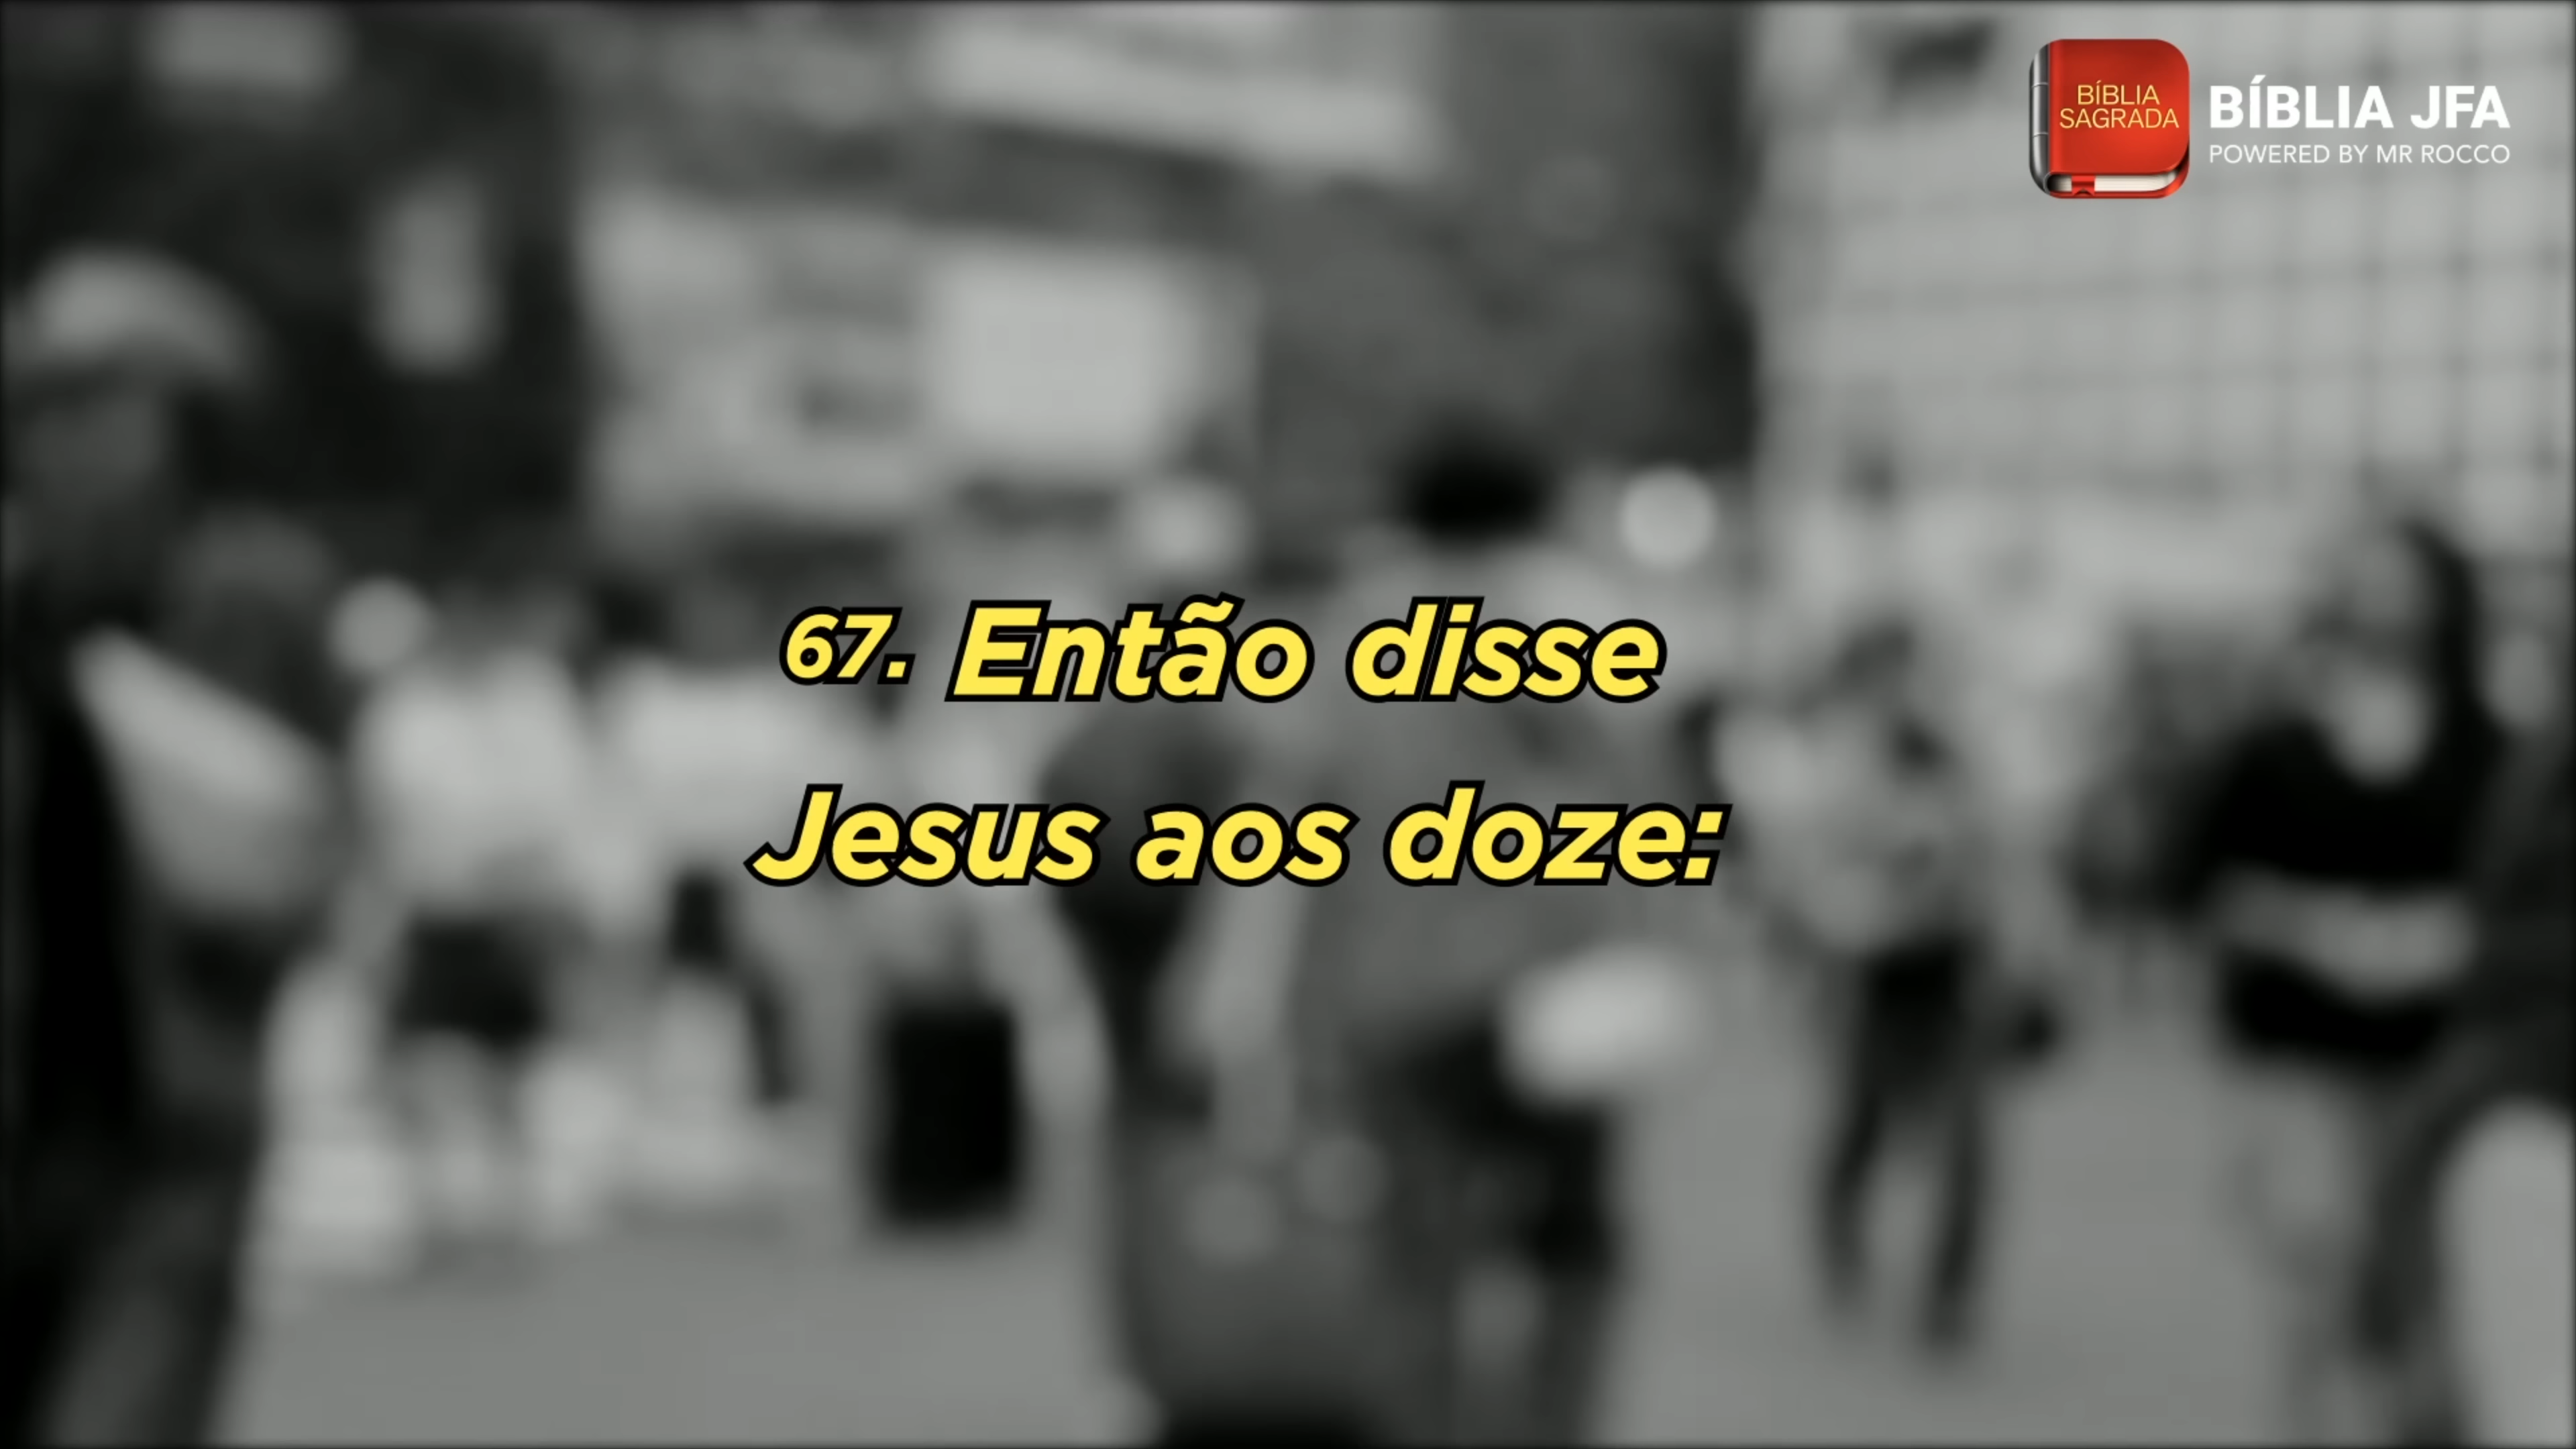 BÍBLIA
SAGRADA
BÍBLIA JFA
POWERED BY MR ROCCO
67. Então disse
Jesus aos doze: